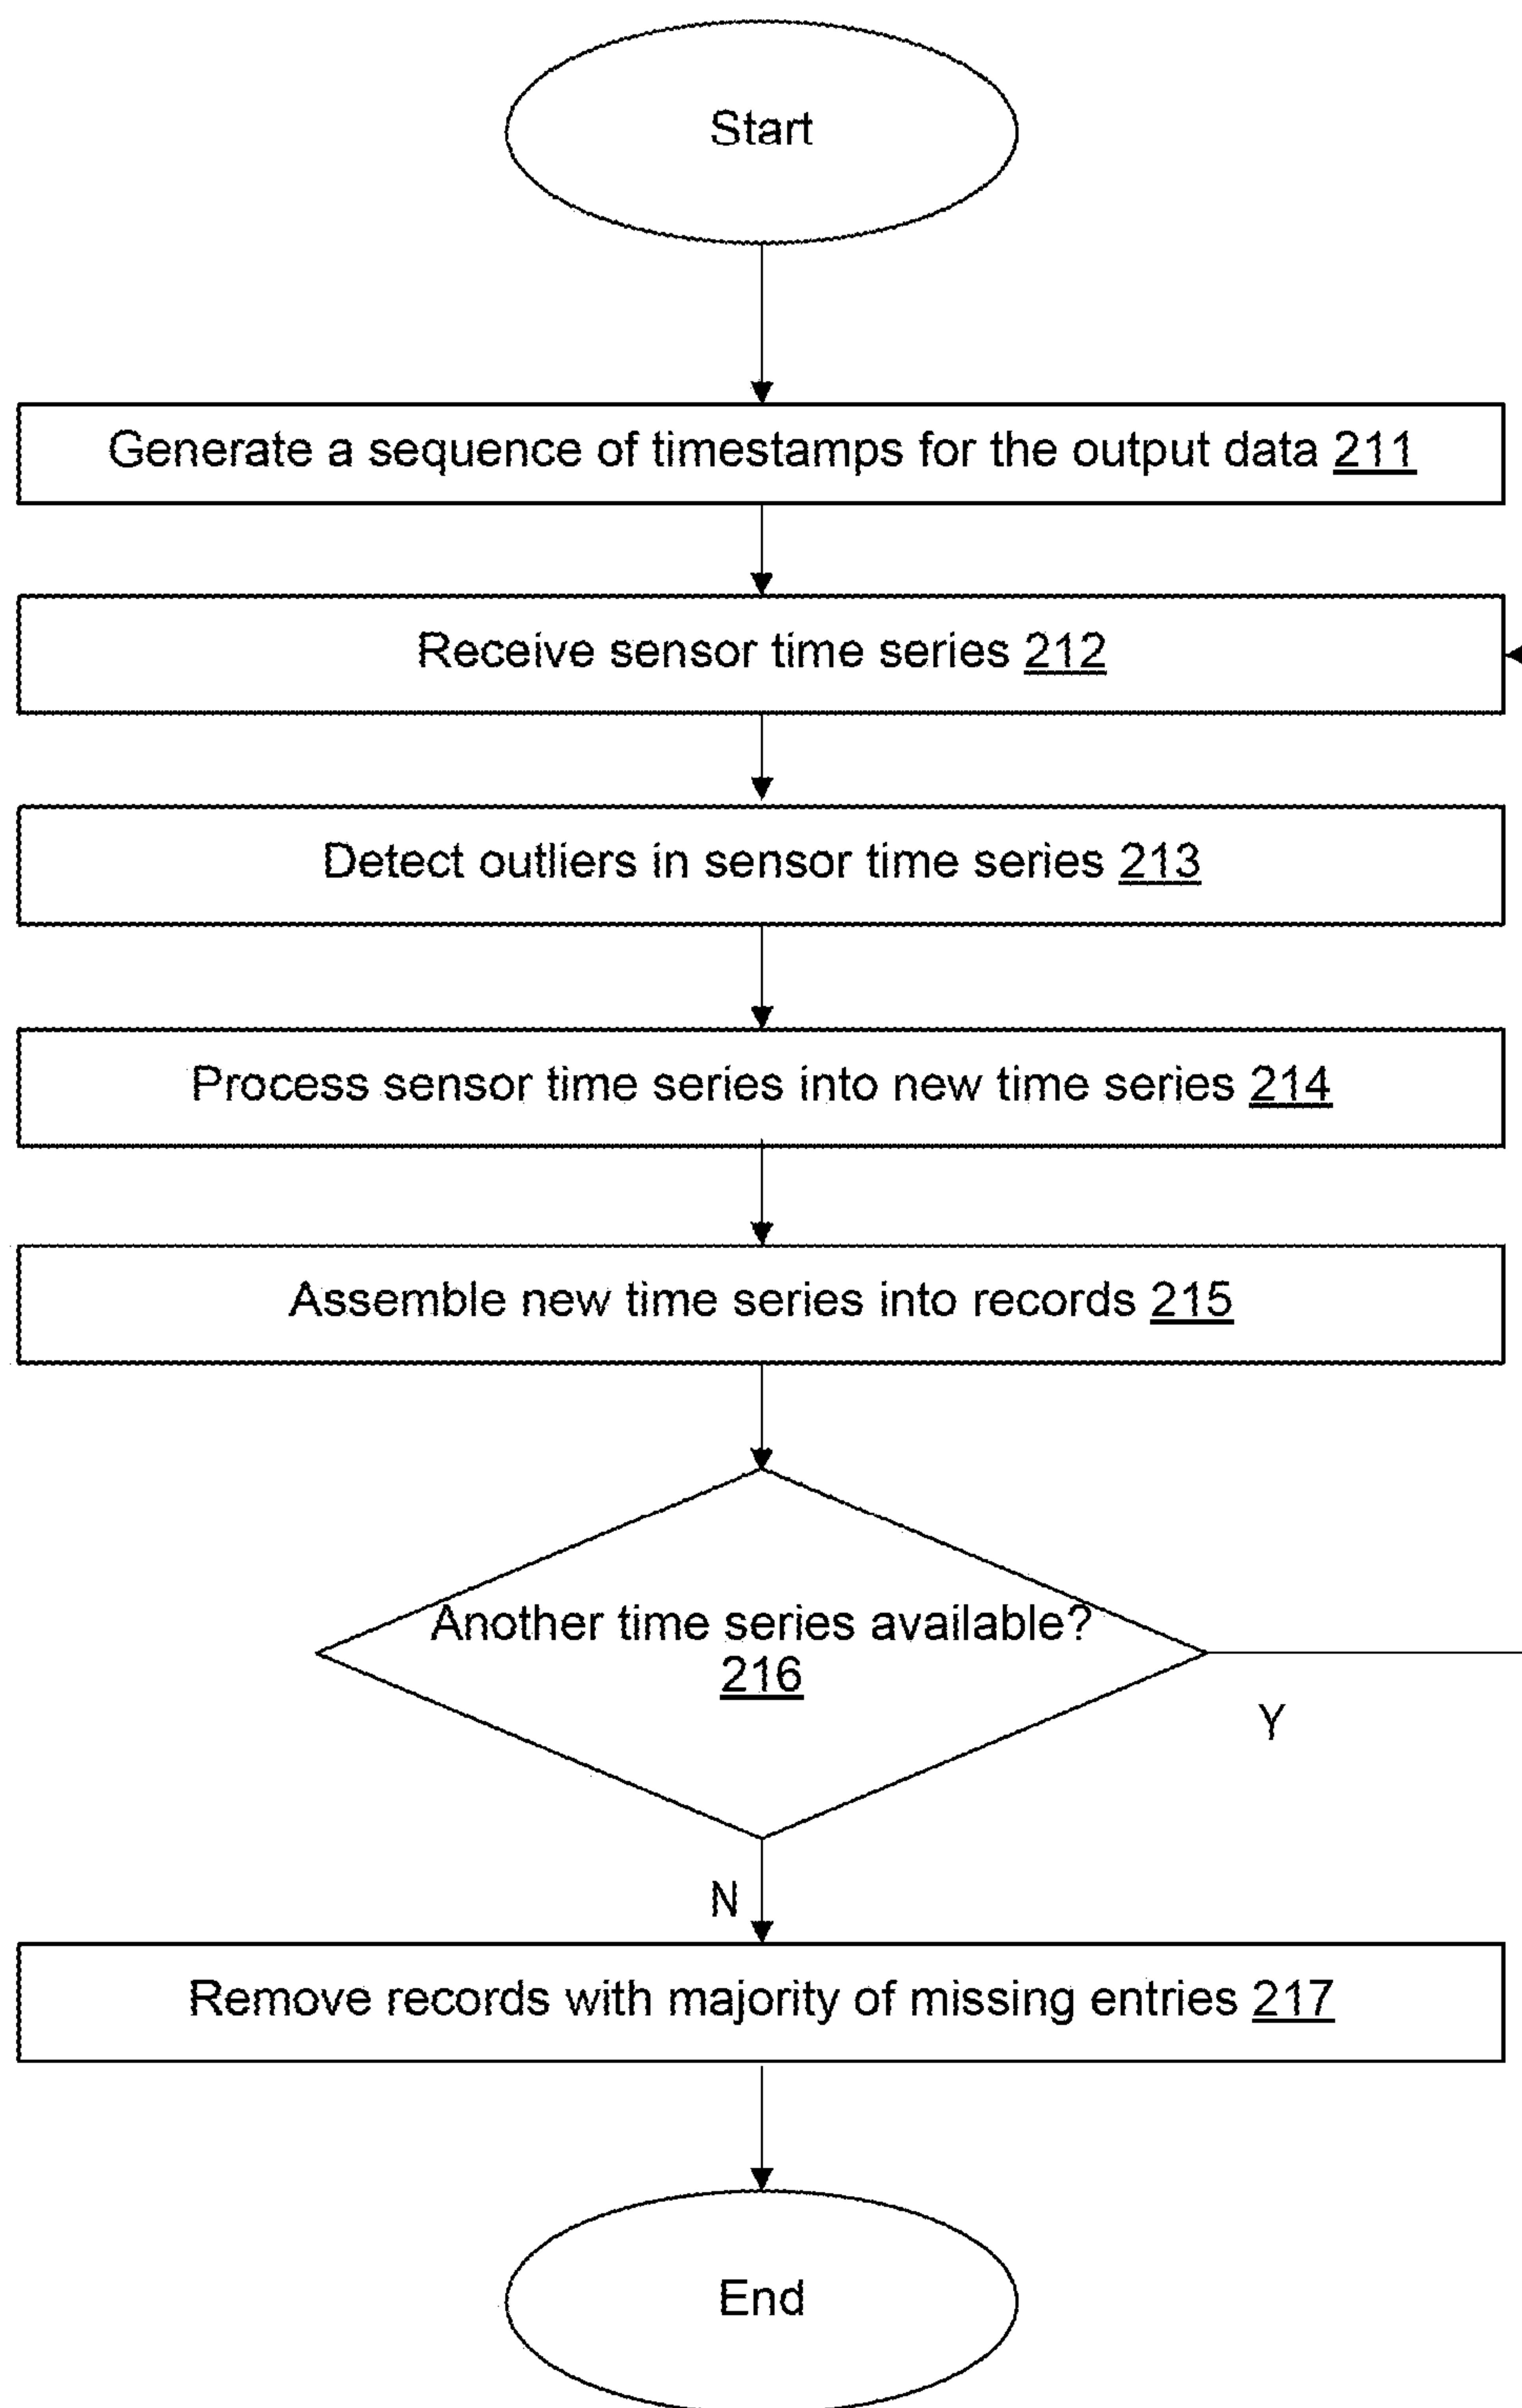 Start
Generate a sequence of timestamps for the output data 211
Receive sensor time series 212
Detect outliers in sensor time series 213
Process sensor time series into new time series 214
Assemble new time series into records 215
Another time series available?
216
Y
N
Remove records with majority of missing entries 217
End